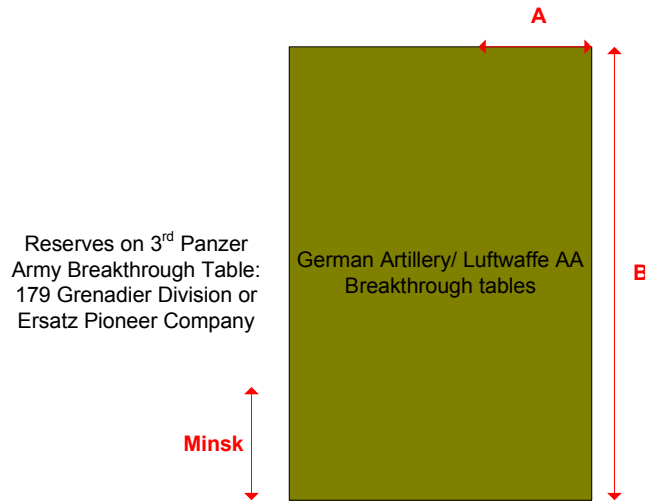 A
Reserves on 3rd Panzer
Army Breakthrough Table:
179 Grenadier Division or
Ersatz Pioneer Company
German Artillery/ Luftwaffe AA
Breakthrough tables
B
Minsk